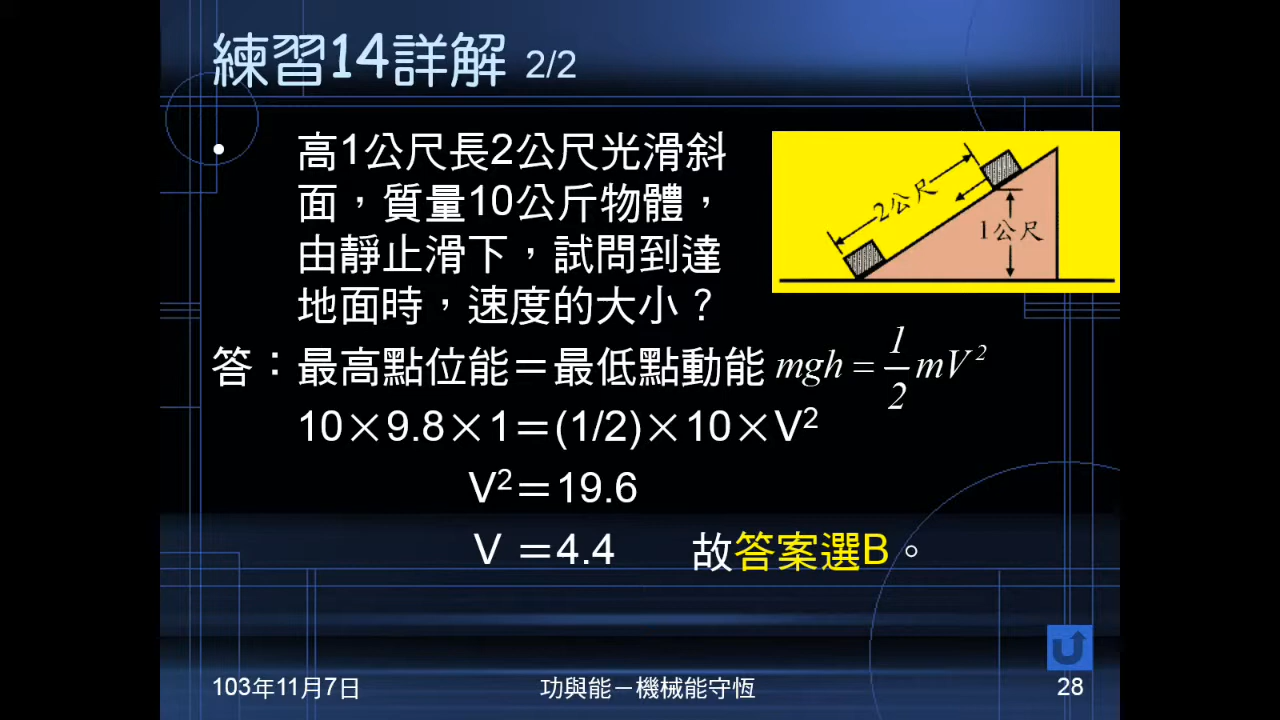 練習14詳解 2/2
• 高1公尺長2公尺光滑斜
面，質量10公斤物體，
由靜止滑下，試問到達
地面時，速度的大小？
2公尺
1公尺
答：最高點位能＝最低點動能 mgh = 1/2 mV²
10×9.8×1＝(1/2)×10×V²
V²＝19.6
V ＝4.4 故答案選B。
103年11月7日 功與能－機械能守恆 28